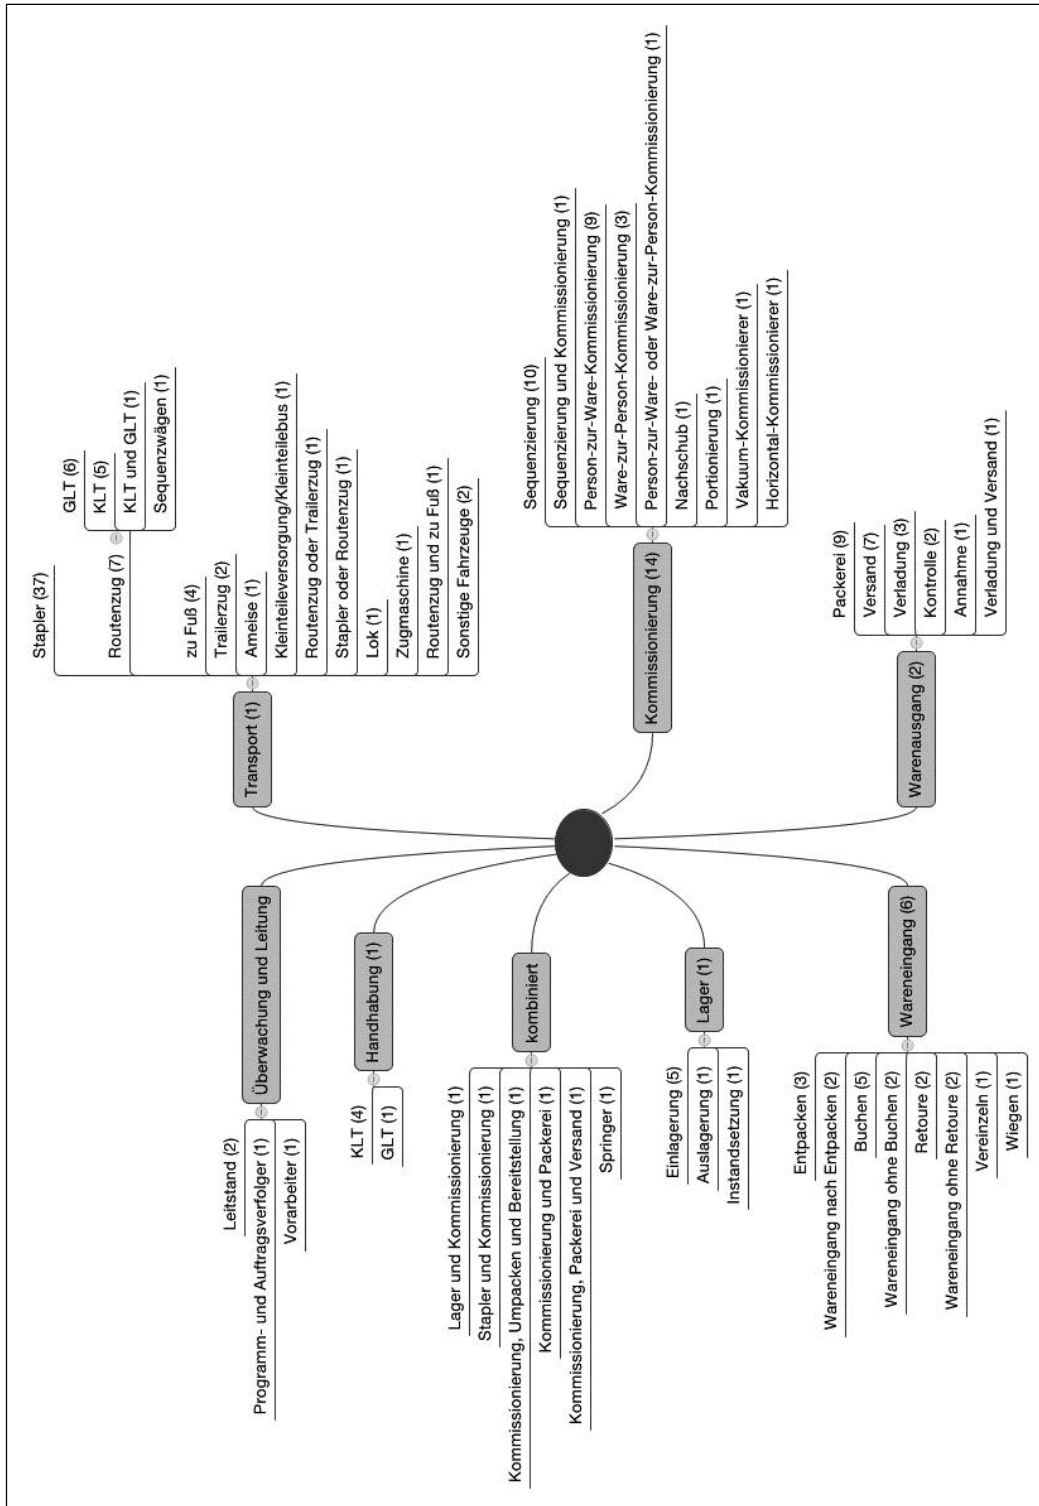 Überwachung und Leitung
Leitstand (2)
Programm- und Auftragsverfolger (1)
Vorarbeiter (1)
Handhabung (1)
KLT (4)
GLT (1)
kombiniert
Lager und Kommissionierung (1)
Stapler und Kommissionierung (1)
Kommissionierung, Umpacken und Bereitstellung (1)
Kommissionierung und Packerei (1)
Kommissionierung, Packerei und Versand (1)
Springer (1)
Lager (1)
Einlagerung (5)
Auslagerung (1)
Instandsetzung (1)
Wareneingang (6)
Entpacken (3)
Wareneingang nach Entpacken (2)
Buchen (5)
Wareneingang ohne Buchen (2)
Retoure (2)
Wareneingang ohne Retoure (2)
Vereinzeln (1)
Wiegen (1)
Transport (1)
Stapler (37)
Routenzug (7)
GLT (6)
KLT (5)
KLT und GLT (1)
Sequenzwägen (1)
zu Fuß (4)
Trailerzug (2)
Ameise (1)
Kleinteileversorgung/Kleinteilebus (1)
Routenzug oder Trailerzug (1)
Stapler oder Routenzug (1)
Lok (1)
Zugmaschine (1)
Routenzug und zu Fuß (1)
Sonstige Fahrzeuge (2)
Kommissionierung (14)
Sequenzierung (10)
Sequenzierung und Kommissionierung (1)
Person-zur-Ware-Kommissionierung (9)
Ware-zur-Person-Kommissionierung (3)
Person-zur-Ware- oder Ware-zur-Person-Kommissionierung (1)
Nachschub (1)
Portionierung (1)
Vakuum-Kommissionierer (1)
Horizontal-Kommissionierer (1)
Warenausgang (2)
Packerei (9)
Versand (7)
Verladung (3)
Kontrolle (2)
Annahme (1)
Verladung und Versand (1)